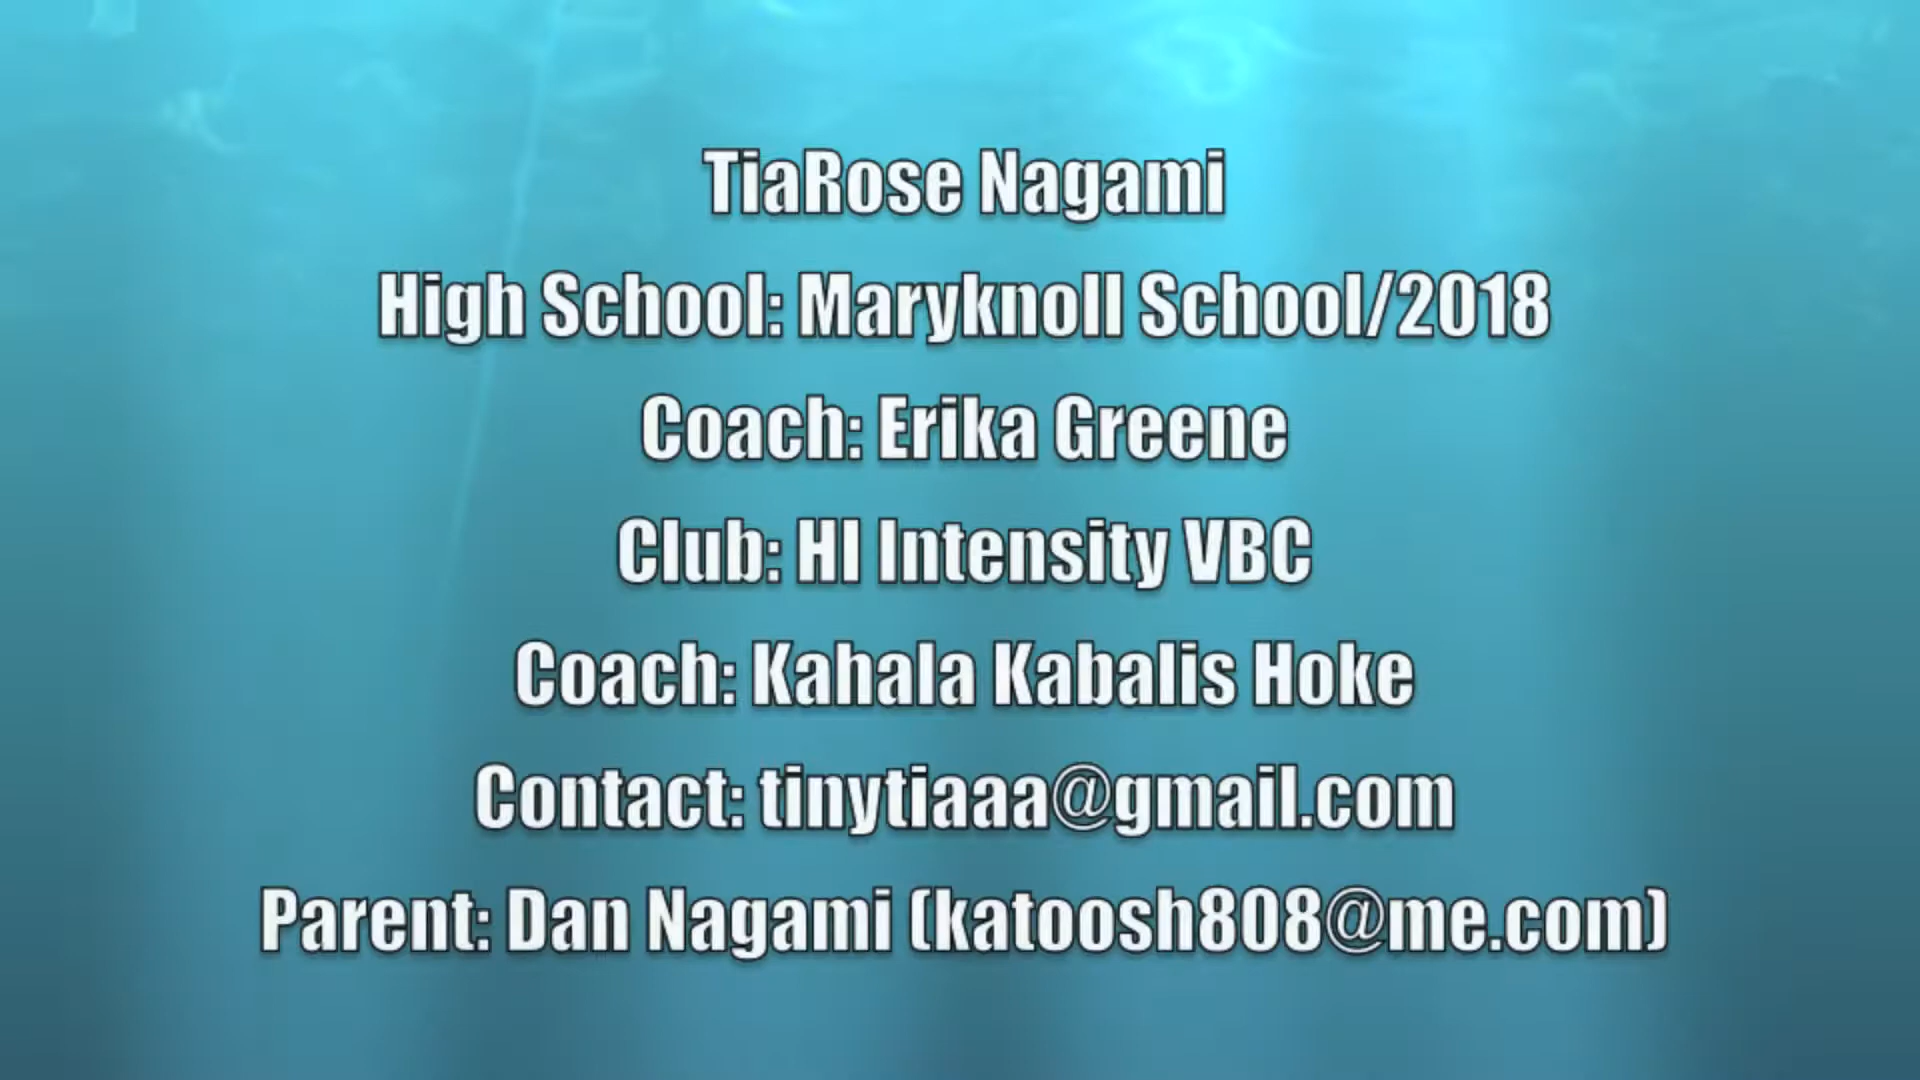 TiaRose Nagami
High School: Maryknoll School/2018
Coach: Erika Greene
Club: HI Intensity VBC
Coach: Kahala Kabalis Hoke
Contact: tinytiaaa@gmail.com
Parent: Dan Nagami (katoosh808@me.com)